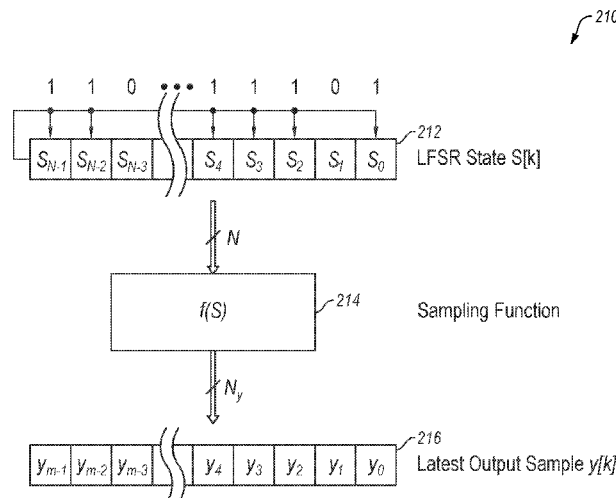 210
1 1 0 ••• 1 1 1 0 1
212
S_{N-1} S_{N-2} S_{N-3} S_4 S_3 S_2 S_1 S_0 LFSR State S[k]
N
f(S) 214 Sampling Function
N_y
216
y_{m-1} y_{m-2} y_{m-3} y_4 y_3 y_2 y_1 y_0 Latest Output Sample y[k]